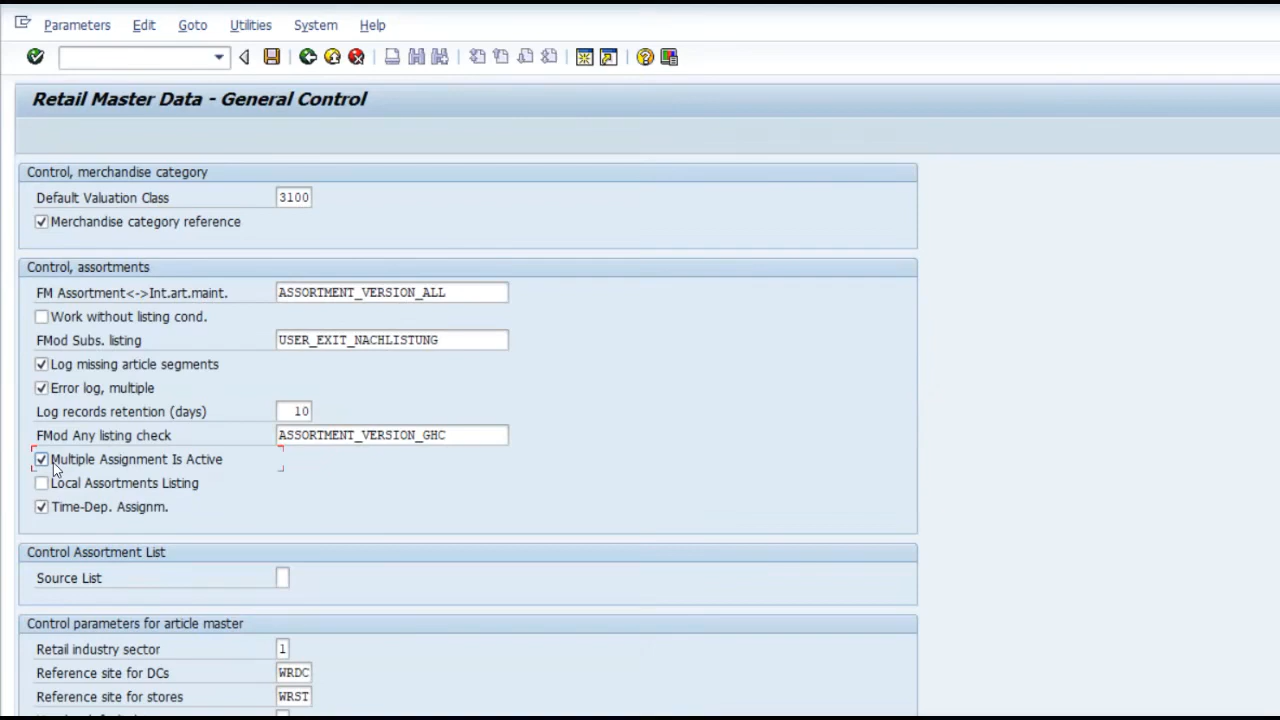 Parameters Edit Goto Utilities System Help
Retail Master Data - General Control
Control, merchandise category
Default Valuation Class 3100
Merchandise category reference
Control, assortments
FM Assortment<->Int.art.maint. ASSORTMENT_VERSION_ALL
Work without listing cond.
FMod Subs. listing USER_EXIT_NACHLISTUNG
Log missing article segments
Error log, multiple
Log records retention (days) 10
FMod Any listing check ASSORTMENT_VERSION_GHC
Multiple Assignment Is Active
Local Assortments Listing
Time-Dep. Assignm.
Control Assortment List
Source List
Control parameters for article master
Retail industry sector 1
Reference site for DCs WRDC
Reference site for stores WRST